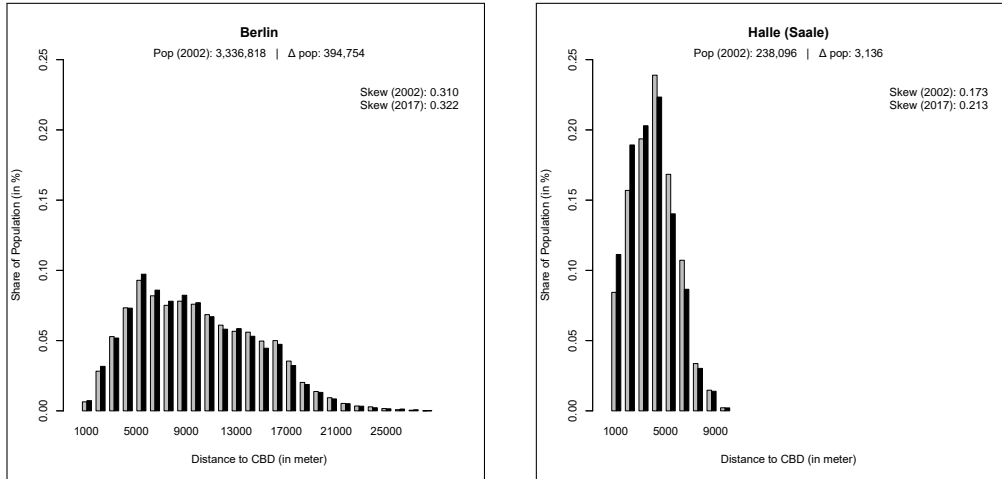 Berlin
Pop (2002): 3,336,818 | Δ pop: 394,754
Skew (2002): 0.310
Skew (2017): 0.322
Share of Population (in %)
0.25
0.20
0.15
0.10
0.05
0.00
1000 5000 9000 13000 17000 21000 25000
Distance to CBD (in meter)
Halle (Saale)
Pop (2002): 238,096 | Δ pop: 3,136
Skew (2002): 0.173
Skew (2017): 0.213
Share of Population (in %)
0.25
0.20
0.15
0.10
0.05
0.00
1000 5000 9000
Distance to CBD (in meter)